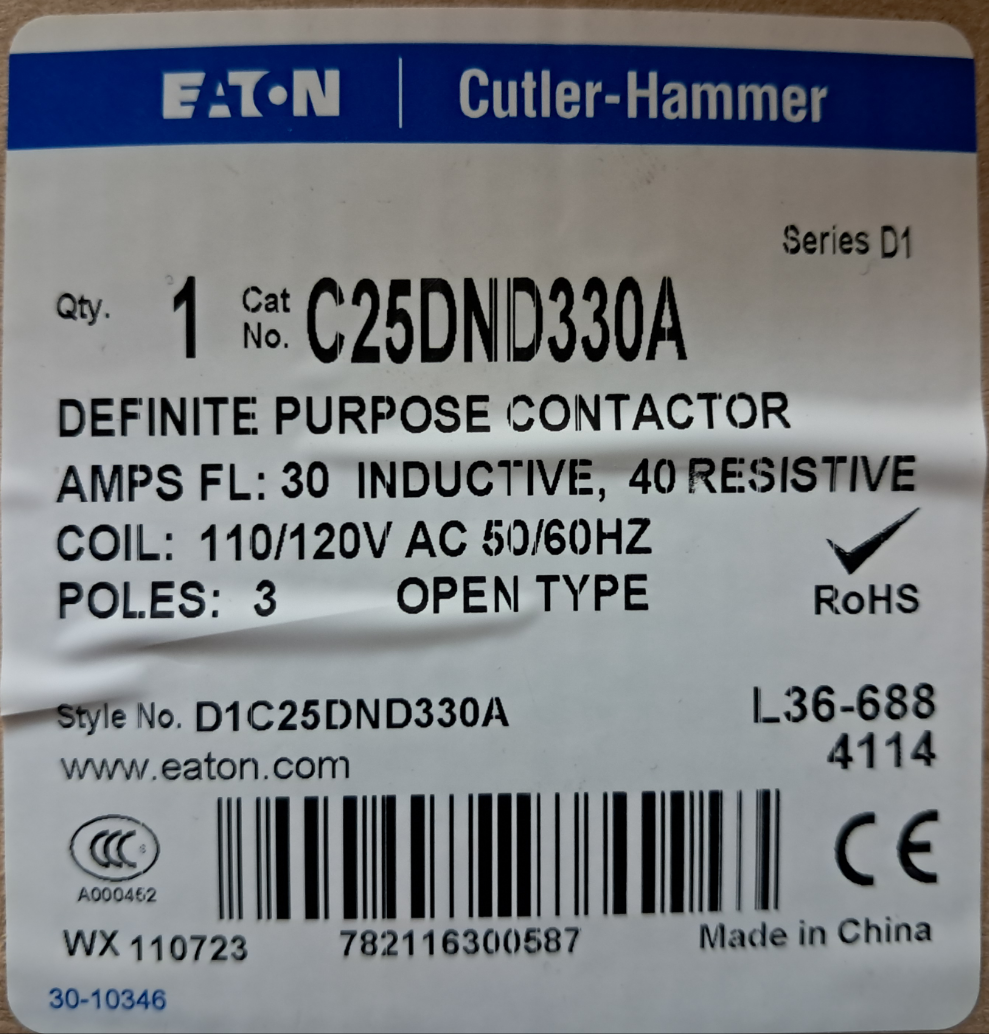 EATON | Cutler-Hammer
Series D1
Qty. 1 Cat No. C25DND330A
DEFINITE PURPOSE CONTACTOR
AMPS FL: 30 INDUCTIVE, 40 RESISTIVE
COIL: 110/120V AC 50/60HZ
POLES: 3 OPEN TYPE
RoHS
Style No. D1C25DND330A
L36-688
www.eaton.com
4114
CCC
CE
A000462
WX 110723 782116300587 Made in China
30-10346